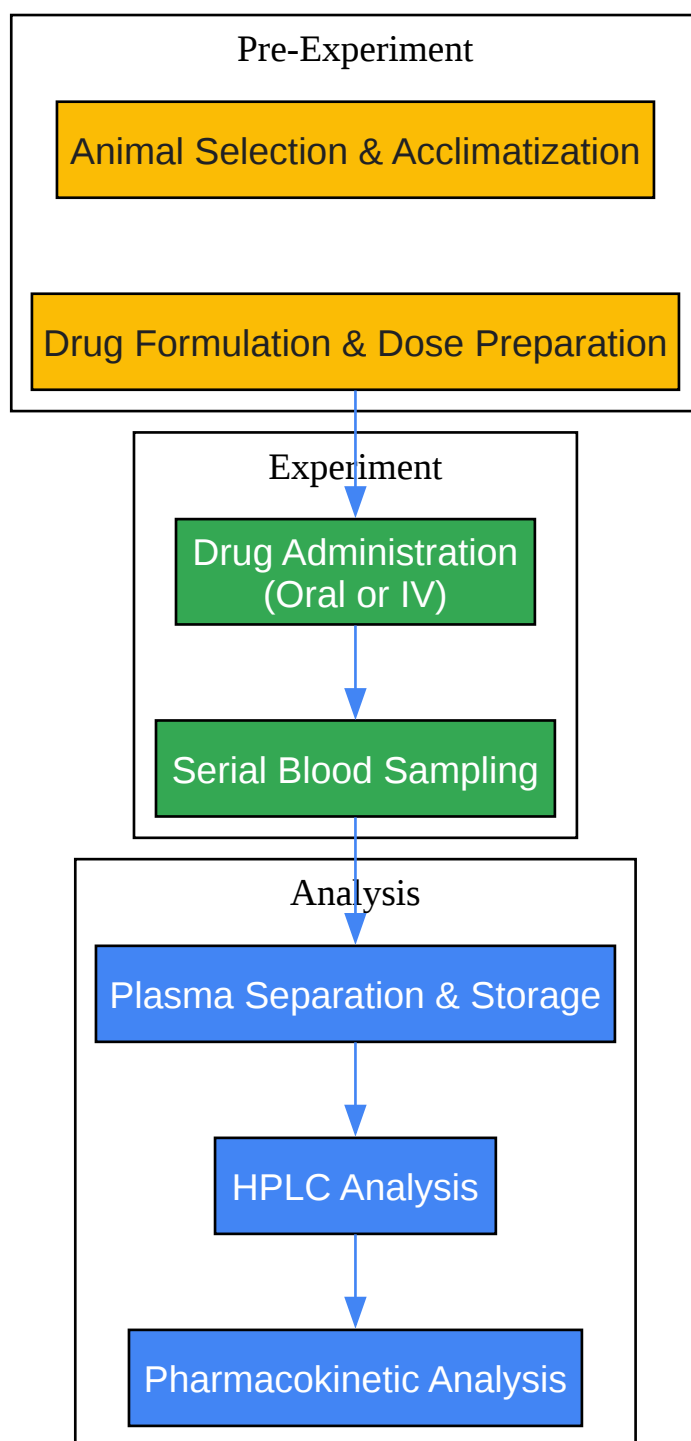 Pre-Experiment
Animal Selection & Acclimatization
Drug Formulation & Dose Preparation
Experiment
Drug Administration
(Oral or IV)
Serial Blood Sampling
Analysis
Plasma Separation & Storage
HPLC Analysis
Pharmacokinetic Analysis